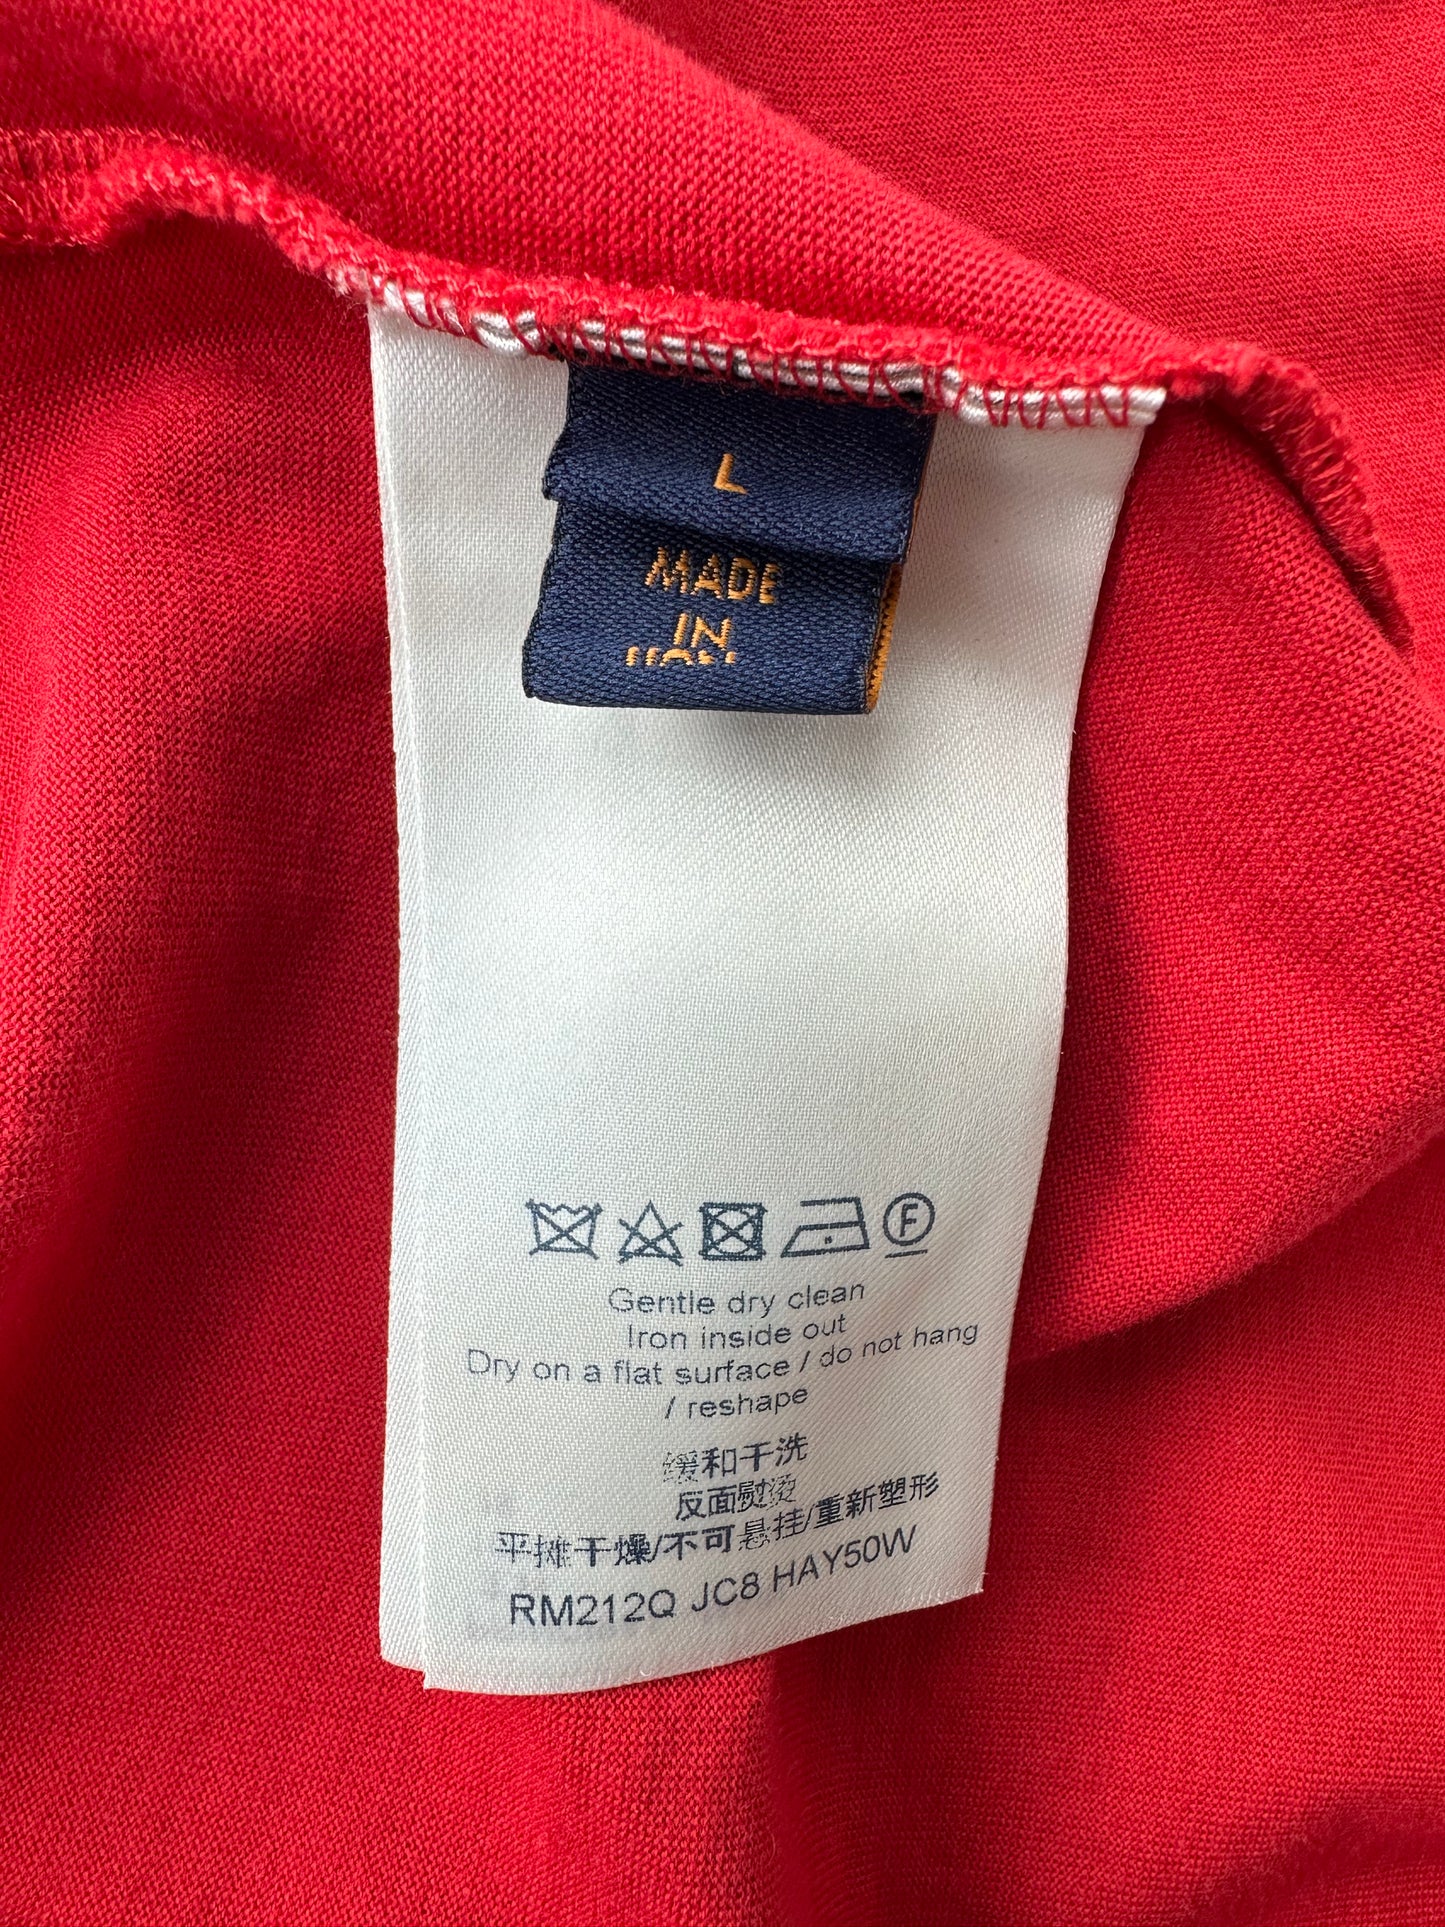 L
MADE
IN
ITALY
F
Gentle dry clean
Iron inside out
Dry on a flat surface / do not hang
/ reshape
缓和干洗
反面熨烫
平摊干燥/不可悬挂/重新塑形
RM212Q JC8 HAY50W